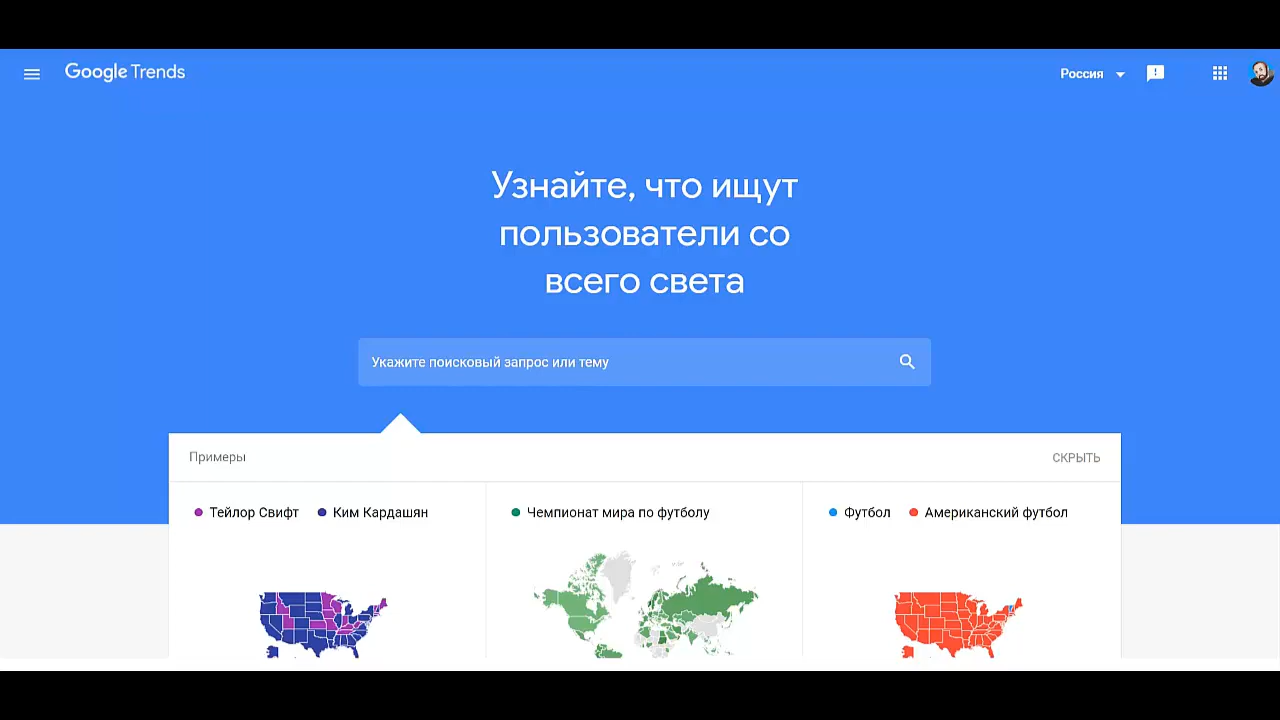 Google Trends
Россия
Узнайте, что ищут
пользователи со
всего света
Укажите поисковый запрос или тему
Примеры
СКРЫТЬ
Тейлор Свифт
Ким Кардашян
Чемпионат мира по футболу
Футбол
Американский футбол